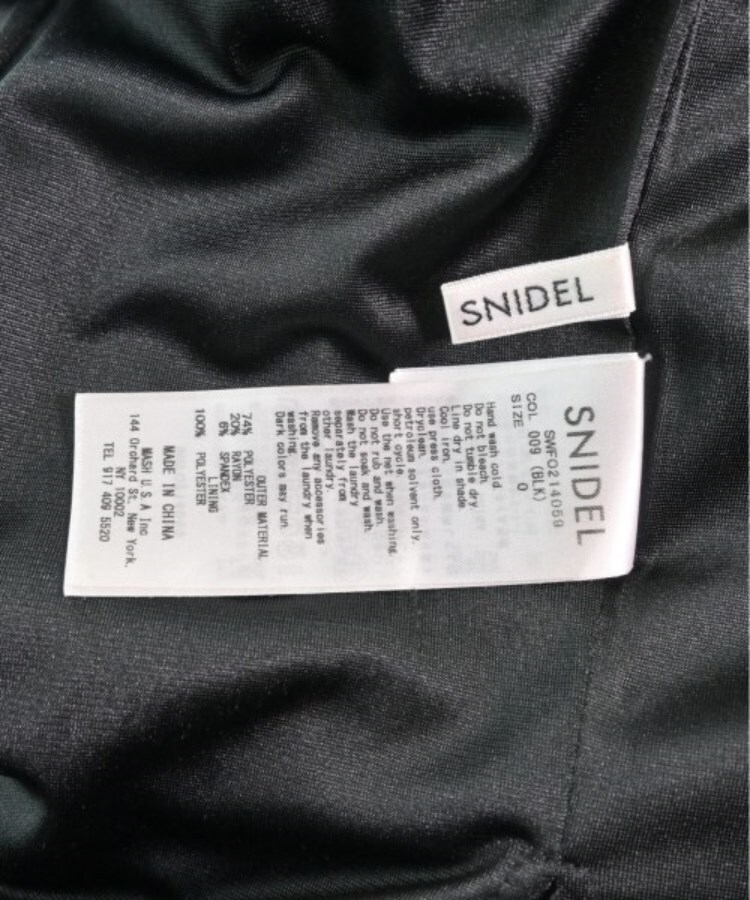 SNIDEL
SNIDEL
SWFO214059
COL 009 (BLK)
SIZE 0
Hand wash cold.
Do not bleach.
Do not tumble dry.
Line dry in shade.
Cool iron.
use press cloth.
Dryclean,
petroleum solvent only.
short cycle
Use the net when washing.
Do not rub and wash.
Do not soak and wash.
Wash the laundry
separately from
other laundry.
Remove any accessories
from the laundry when
washing.
Dark colors may run.
OUTER MATERIAL
74% POLYESTER
20% RAYON
6% SPANDEX
LINING
100% POLYESTER
MADE IN CHINA
MASH U.S.A Inc
144 Orchard St. New York,
NY 10002
TEL 917 409 5520